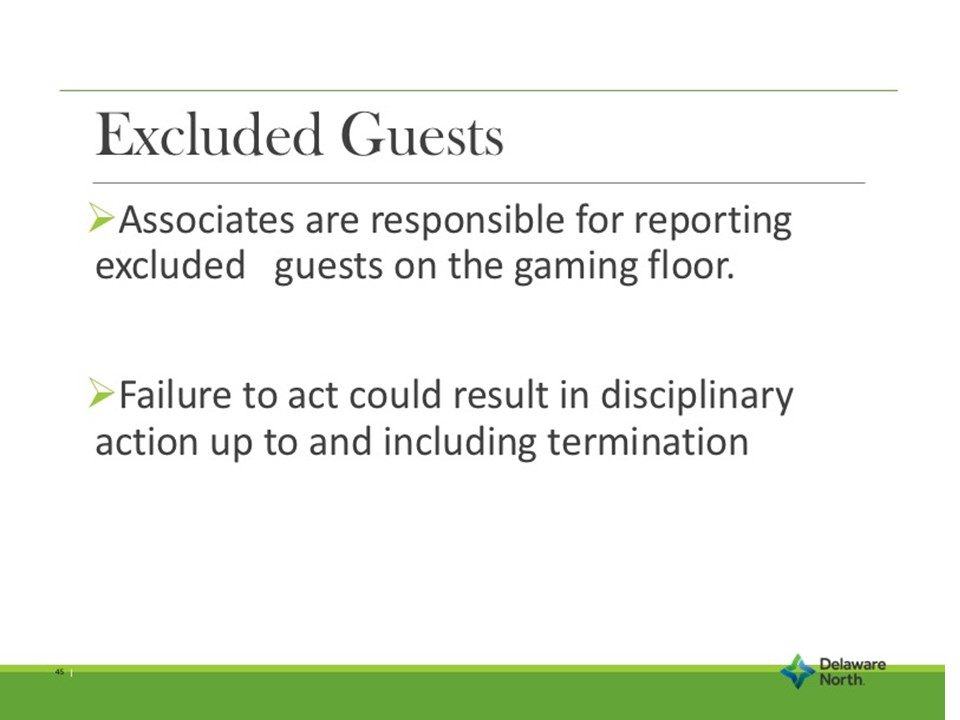 Excluded Guests
➢Associates are responsible for reporting
excluded   guests on the gaming floor.
➢Failure to act could result in disciplinary
action up to and including termination
45 |
Delaware
North.